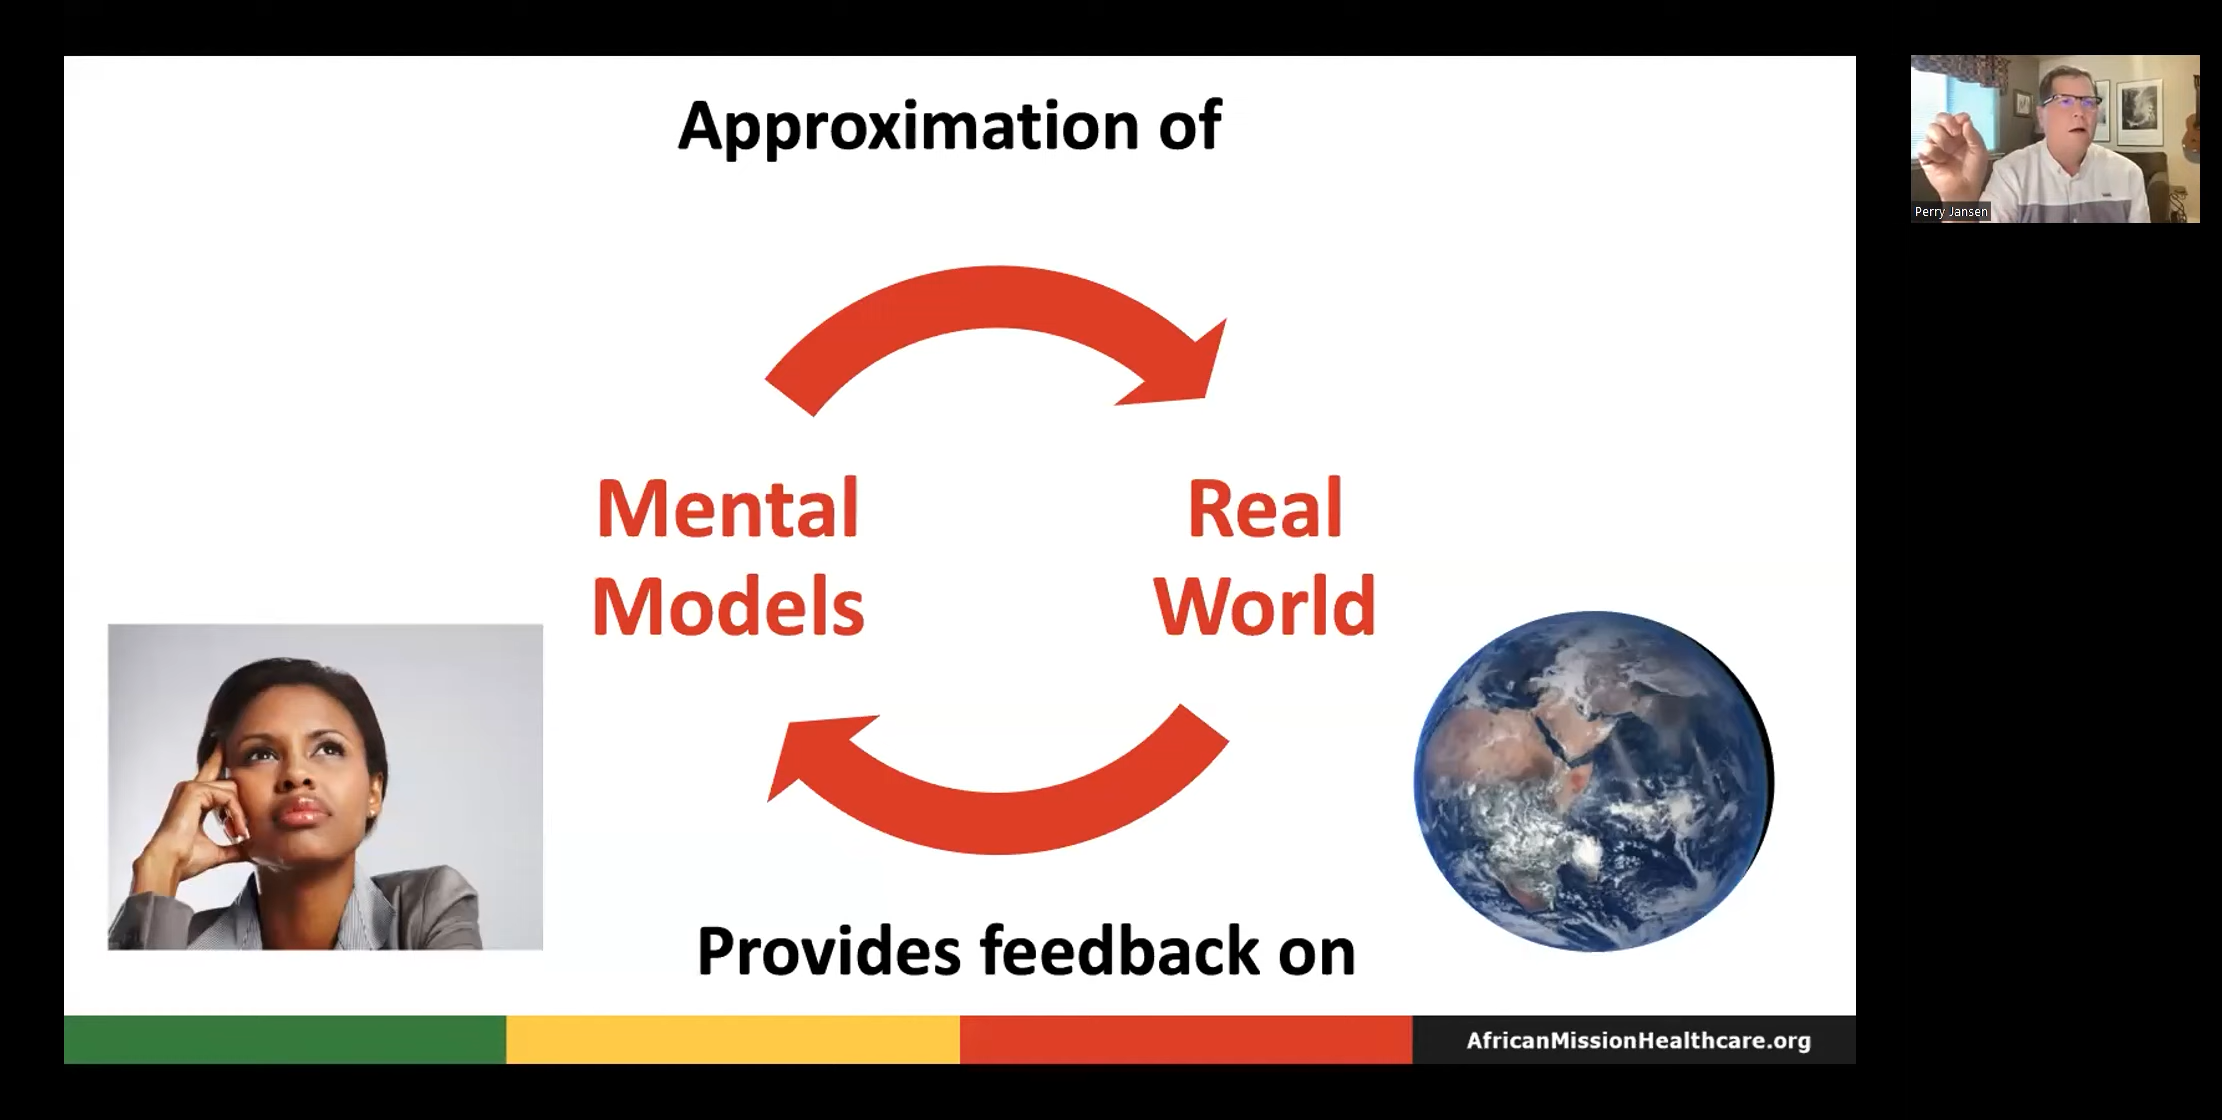 Approximation of
Perry Jansen
Mental
Models
Real
World
Provides feedback on
AfricanMissionHealthcare.org